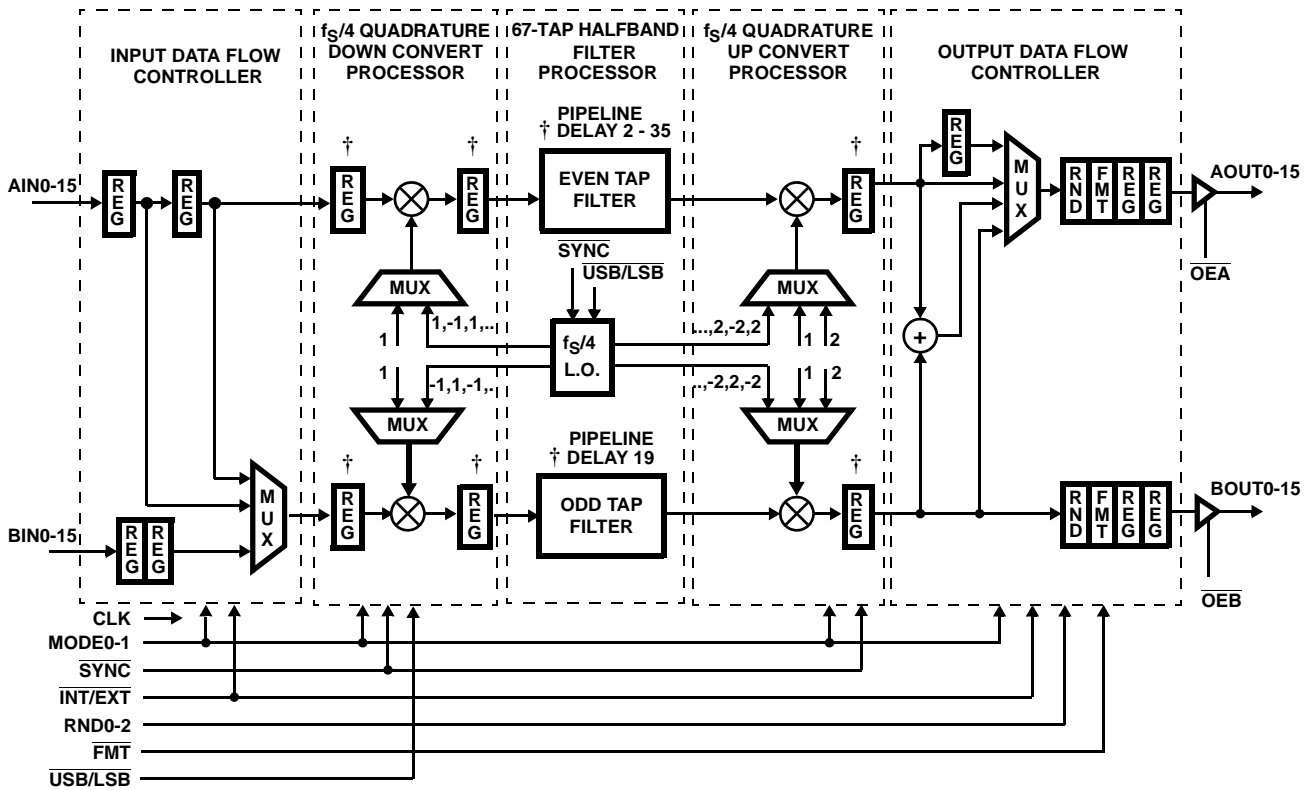 INPUT DATA FLOW
CONTROLLER
fS/4 QUADRATURE
DOWN CONVERT
PROCESSOR
67-TAP HALFBAND
FILTER
PROCESSOR
fS/4 QUADRATURE
UP CONVERT
PROCESSOR
OUTPUT DATA FLOW
CONTROLLER
AIN0-15
REG
REG
†
REG
†
REG
† PIPELINE
DELAY 2 - 35
EVEN TAP
FILTER
†
REG
REG
MUX
RND
FMT
REG
REG
AOUT0-15
OEA
SYNC
USB/LSB
MUX
1
1,-1,1,..
fS/4
L.O.
MUX
...,2,-2,2
1
2
+
1
-1,1,-1,..
MUX
..,-2,2,-2
1
2
MUX
PIPELINE
† DELAY 19
ODD TAP
FILTER
BIN0-15
REG
REG
MUX
†
REG
†
REG
†
REG
RND
FMT
REG
REG
BOUT0-15
OEB
CLK
MODE0-1
SYNC
INT/EXT
RND0-2
FMT
USB/LSB